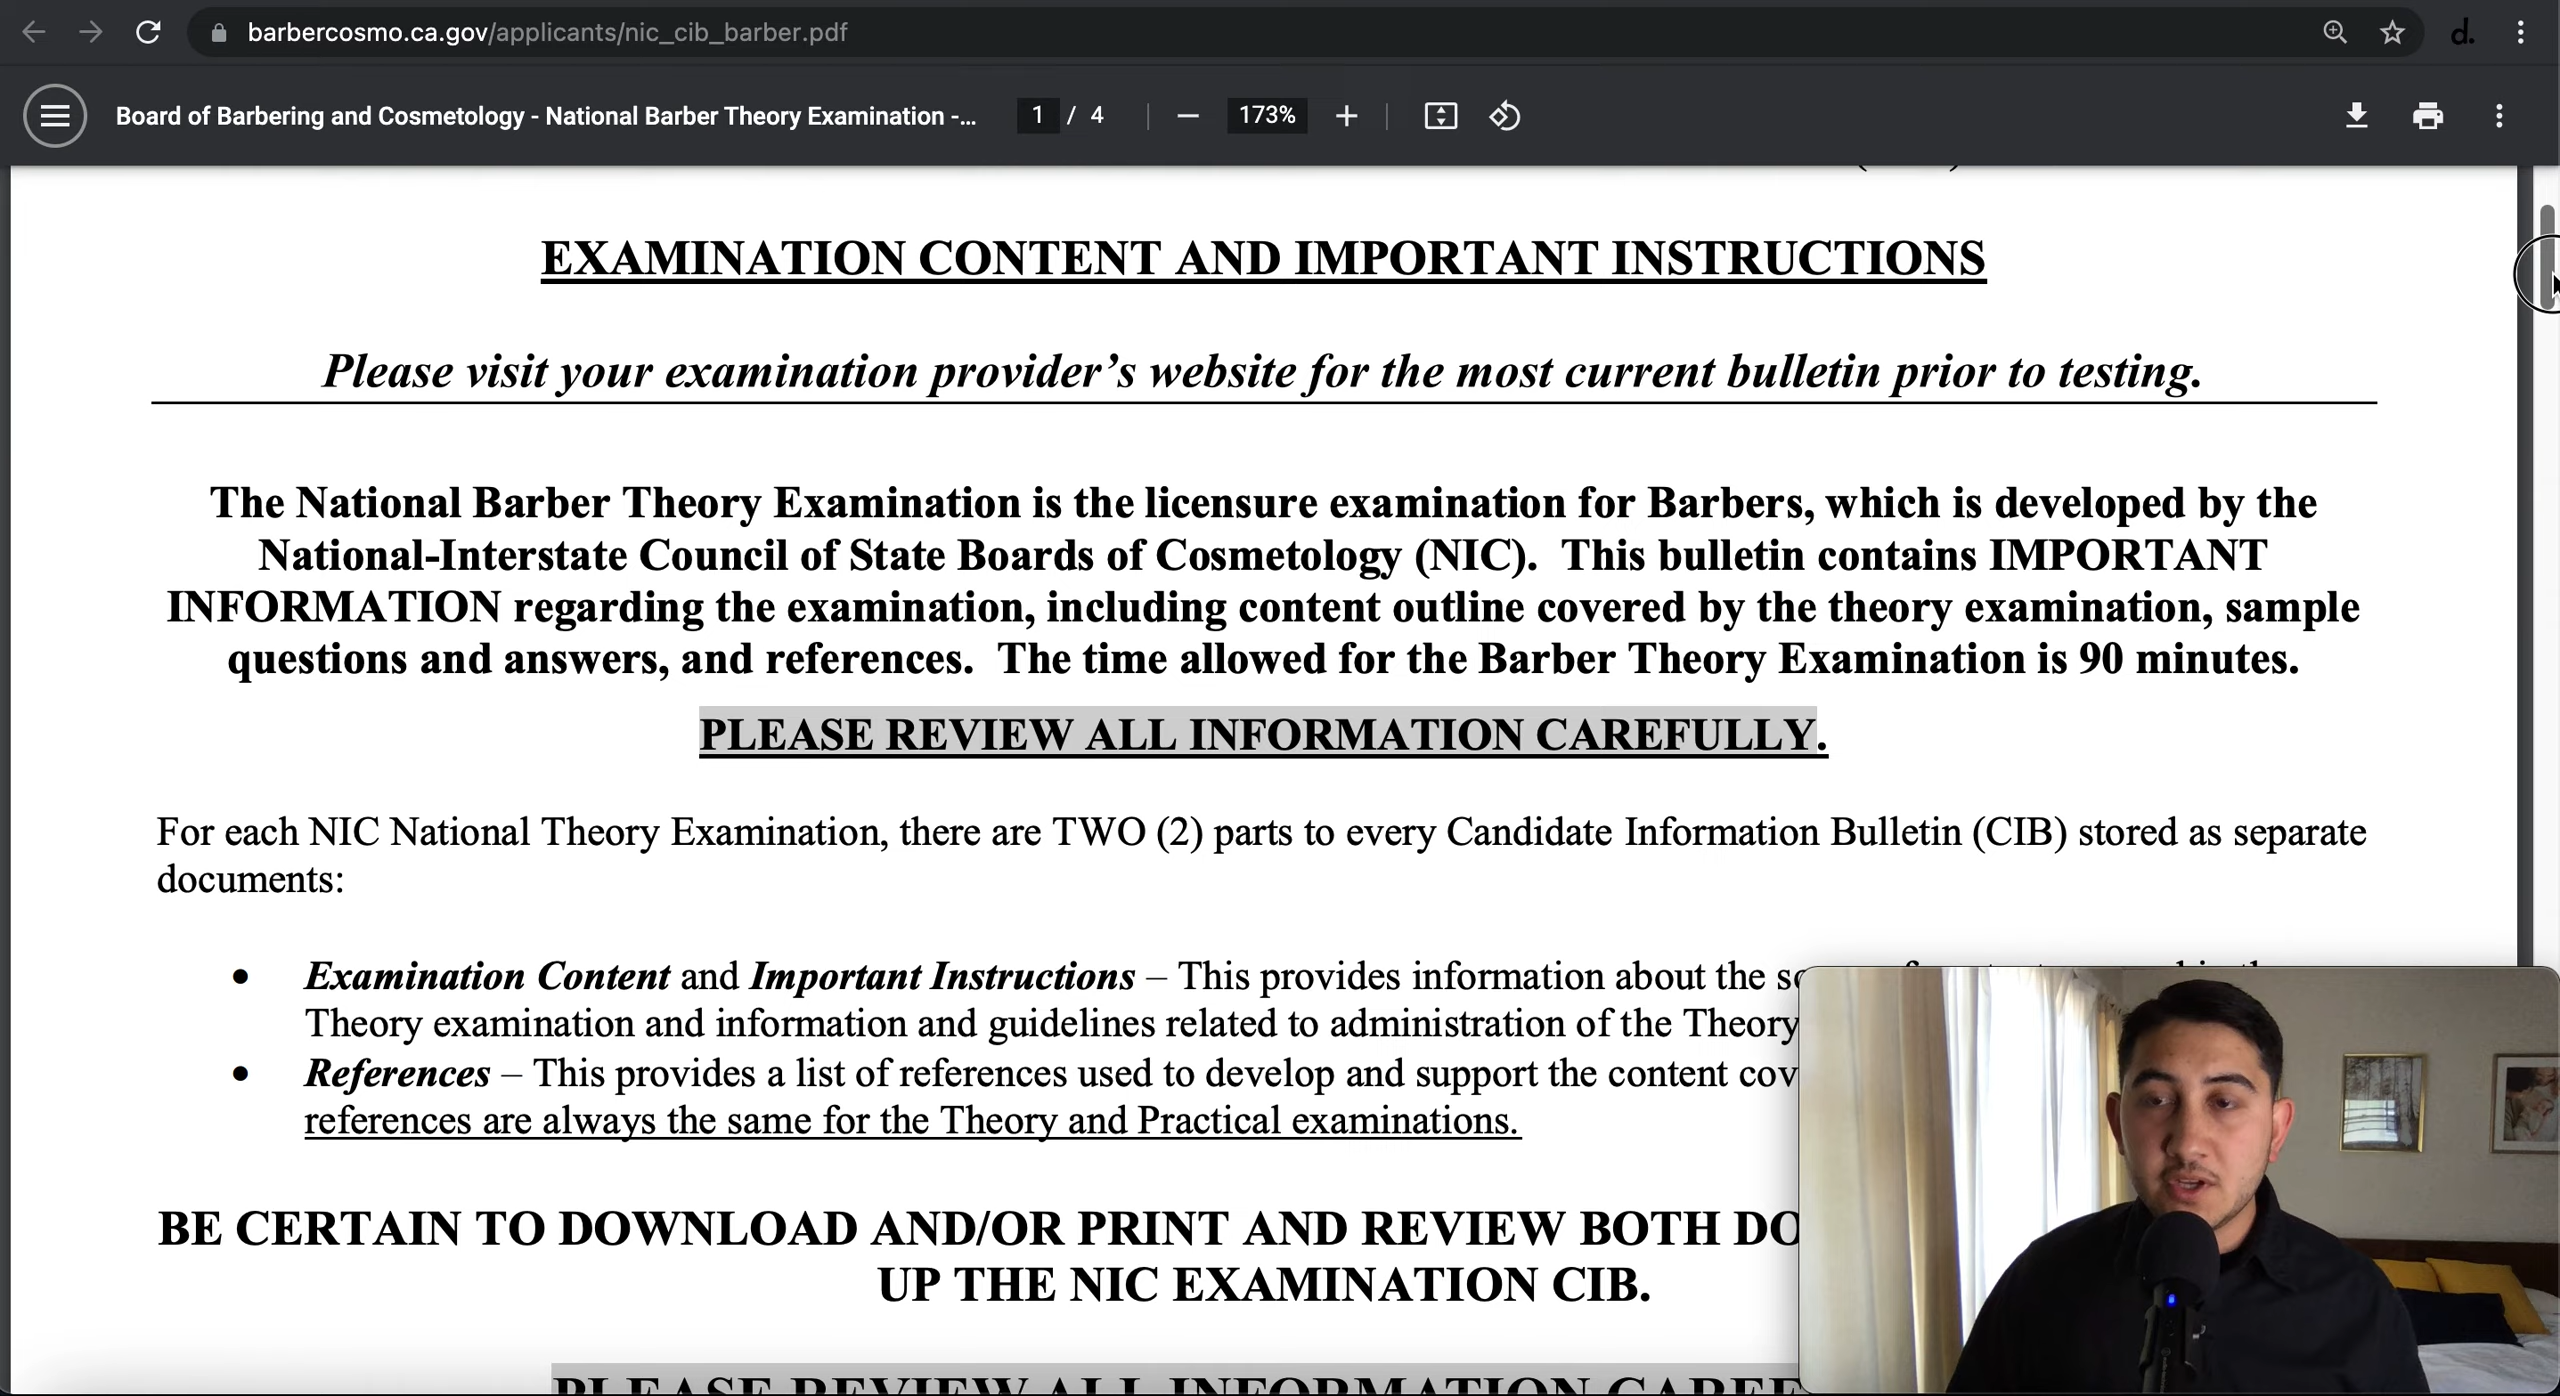 barbercosmo.ca.gov/applicants/nic_cib_barber.pdf
d.
Board of Barbering and Cosmetology - National Barber Theory Examination -...
1 / 4
173%
EXAMINATION CONTENT AND IMPORTANT INSTRUCTIONS
Please visit your examination provider’s website for the most current bulletin prior to testing.
The National Barber Theory Examination is the licensure examination for Barbers, which is developed by the
National-Interstate Council of State Boards of Cosmetology (NIC). This bulletin contains IMPORTANT
INFORMATION regarding the examination, including content outline covered by the theory examination, sample
questions and answers, and references. The time allowed for the Barber Theory Examination is 90 minutes.
PLEASE REVIEW ALL INFORMATION CAREFULLY.
For each NIC National Theory Examination, there are TWO (2) parts to every Candidate Information Bulletin (CIB) stored as separate
documents:
• Examination Content and Important Instructions – This provides information about the
Theory examination and information and guidelines related to administration of the Theory
• References – This provides a list of references used to develop and support the content
references are always the same for the Theory and Practical examinations.
BE CERTAIN TO DOWNLOAD AND/OR PRINT AND REVIEW BOTH
UP THE NIC EXAMINATION CIB.
PLEASE REVIEW ALL INFORMATION